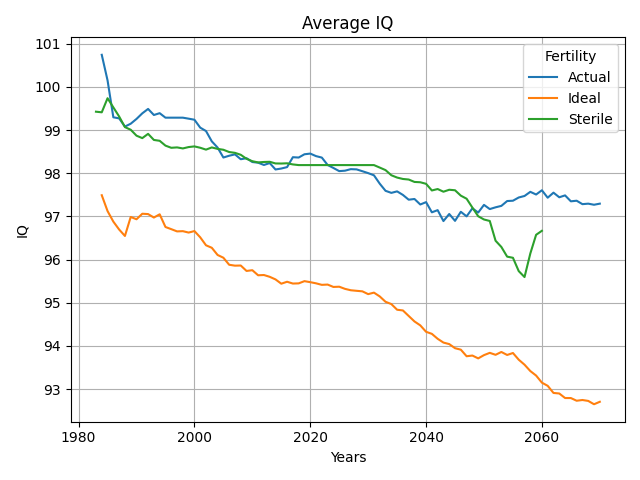 Average IQ
101
100
99
98
97
96
95
94
93
IQ
1980
2000
2020
2040
2060
Years
Fertility
Actual
Ideal
Sterile